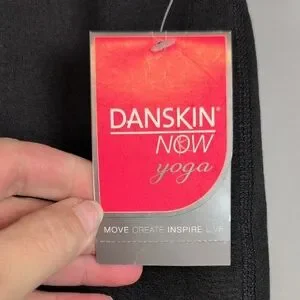 DANSKIN®
NOW
yoga
MOVE CREATE INSPIRE LIVE